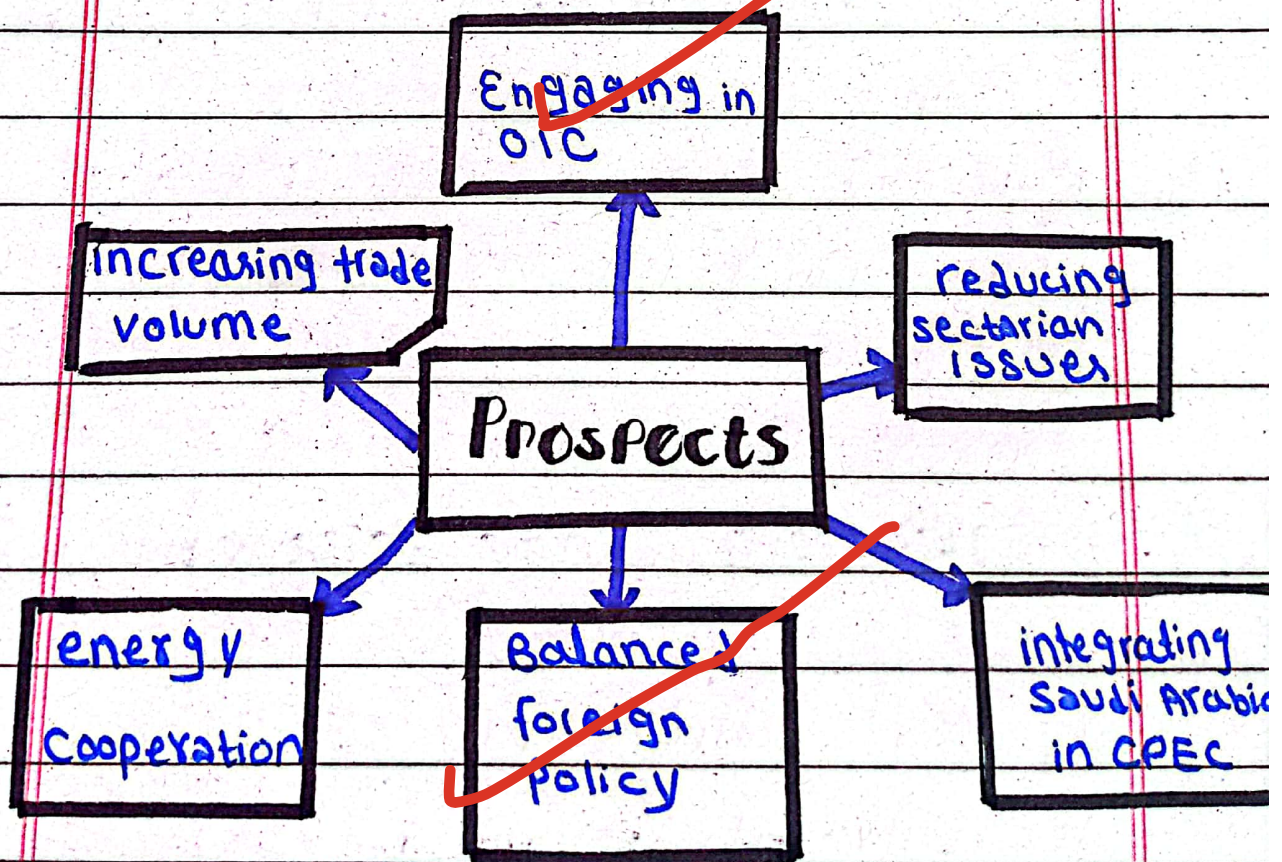 Engaging in
OIC
increasing trade
volume
reducing
sectarian
issues
Prospects
energy
cooperation
Balanced
foreign
policy
integrating
Saudi Arabia
in CPEC